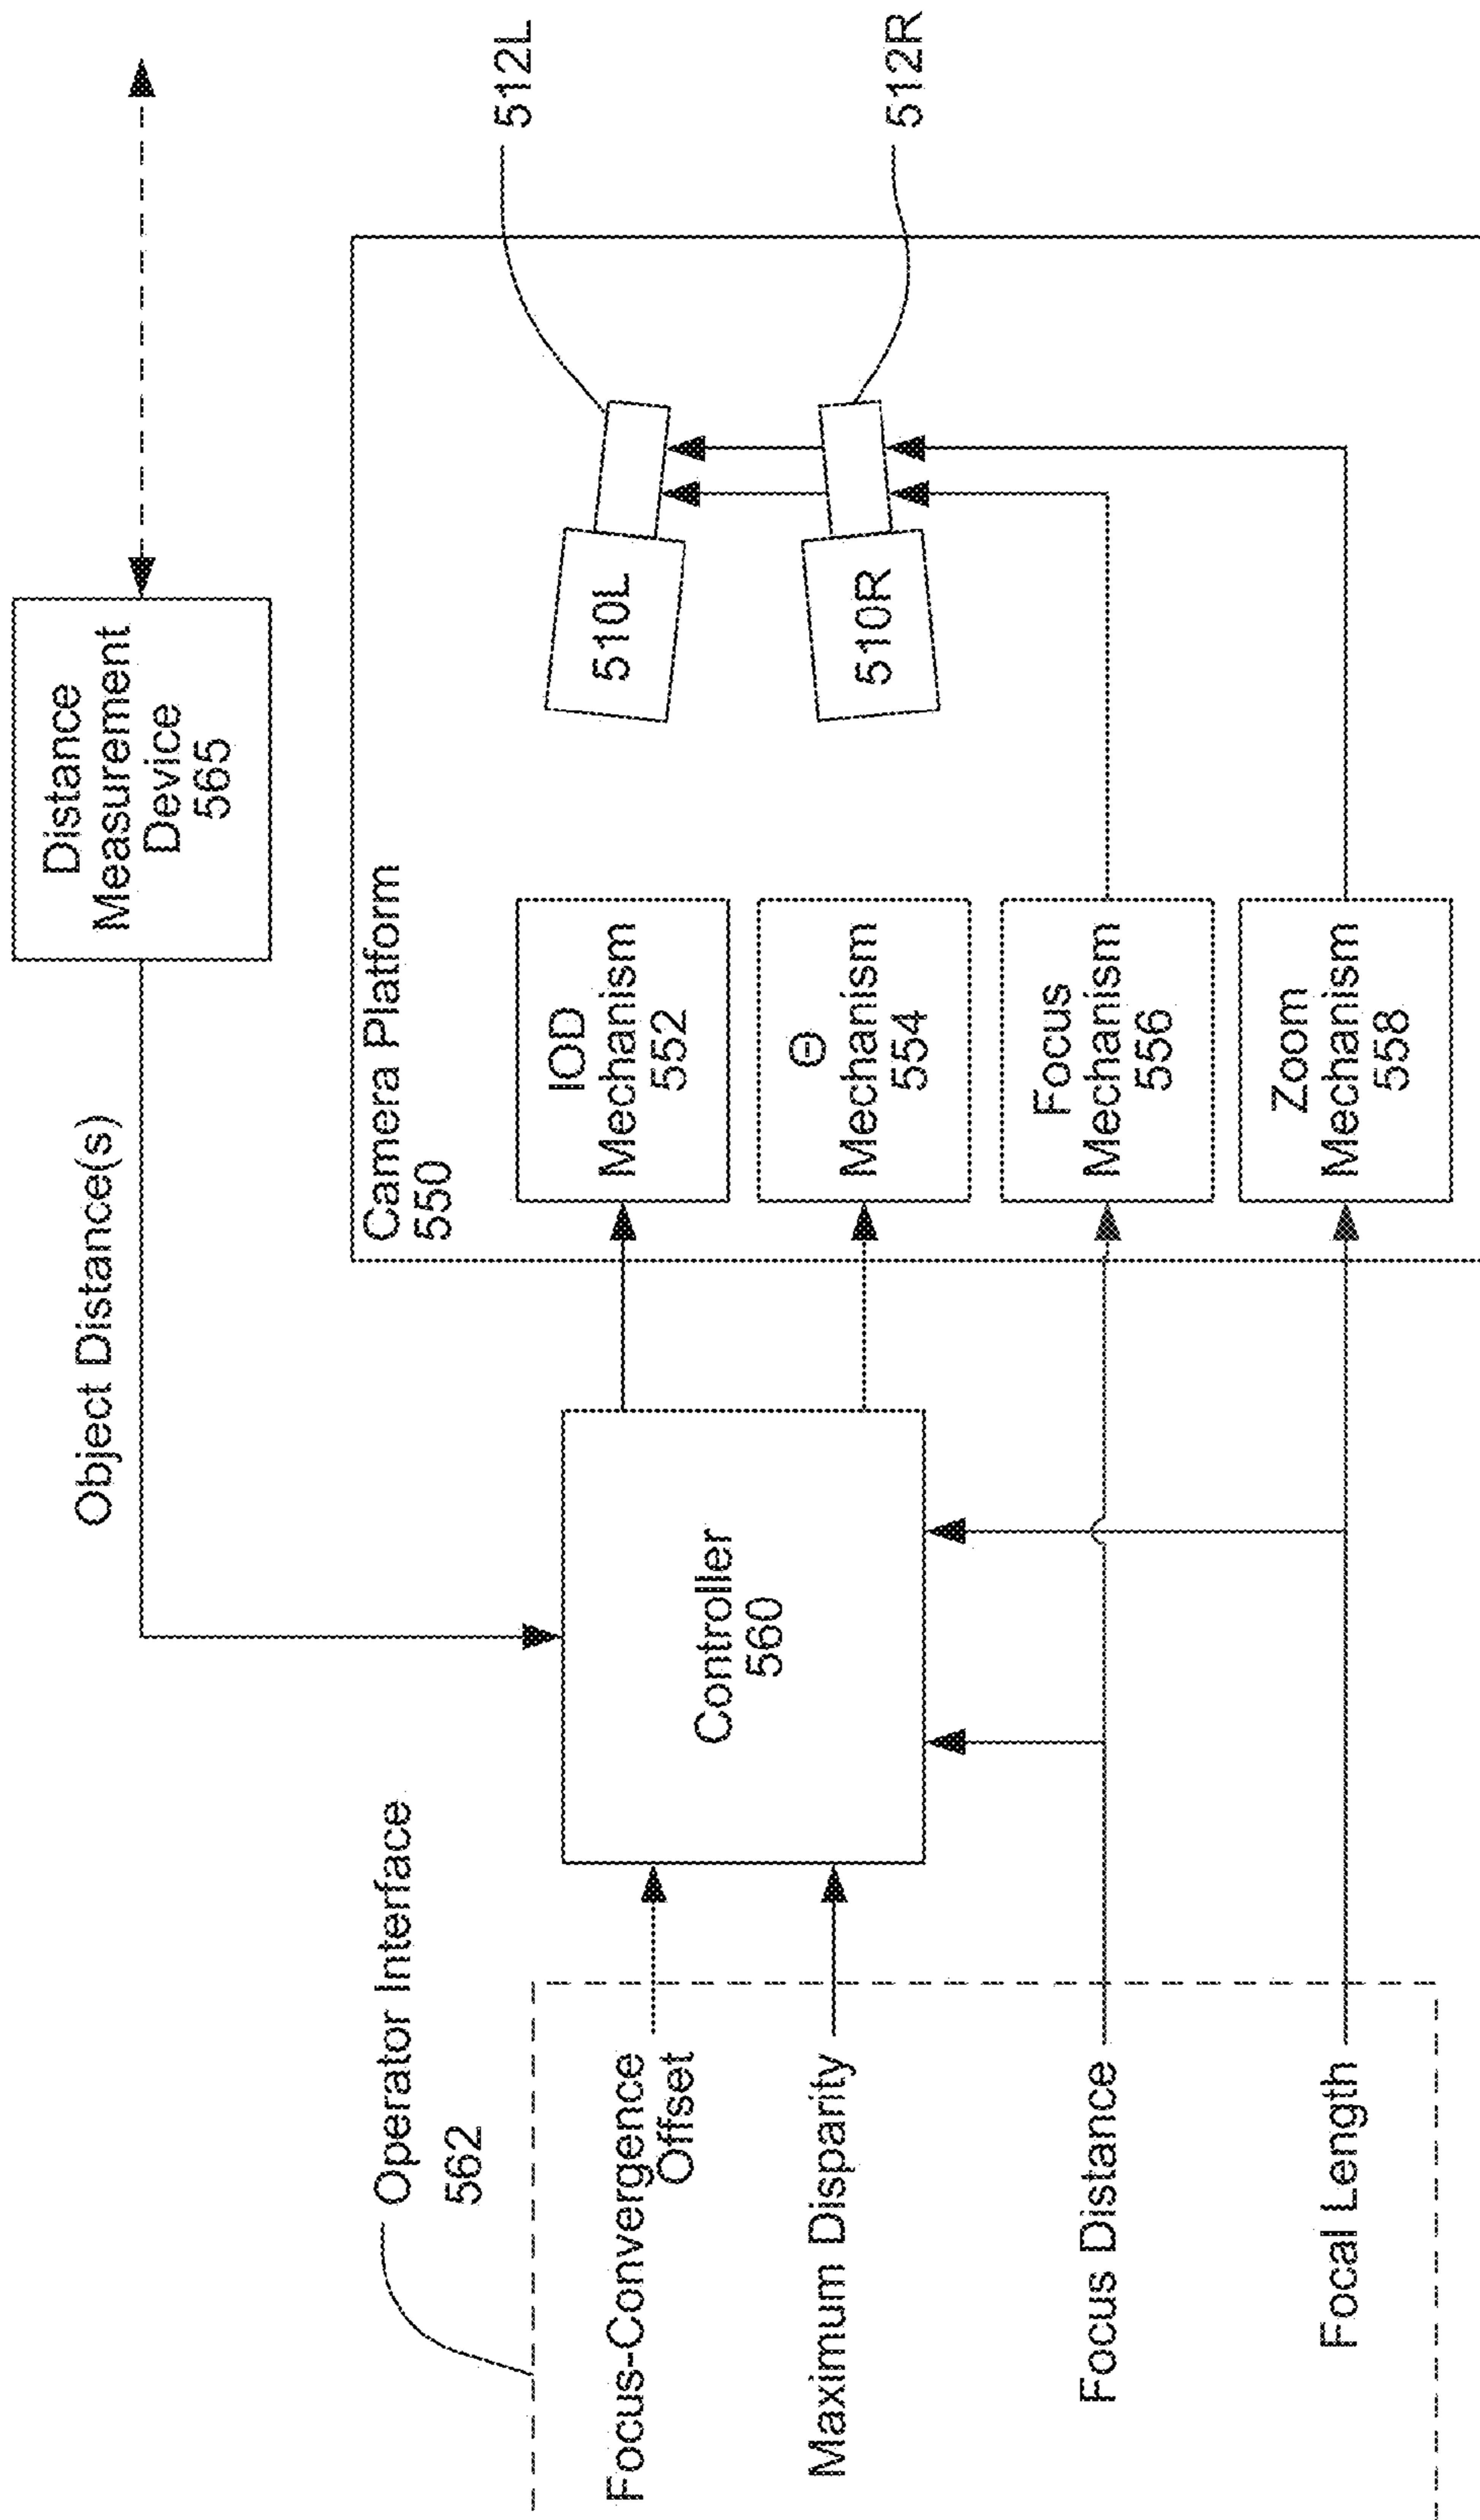 Distance
Measurement
Device
565
Object Distance(s)
Camera Platform
550
512L
512R
510L
510R
IOD
Mechanism
552
Θ
Mechanism
554
Focus
Mechanism
556
Zoom
Mechanism
558
Controller
560
Operator Interface
562
Focus-Convergence
Offset
Maximum Disparity
Focus Distance
Focal Length